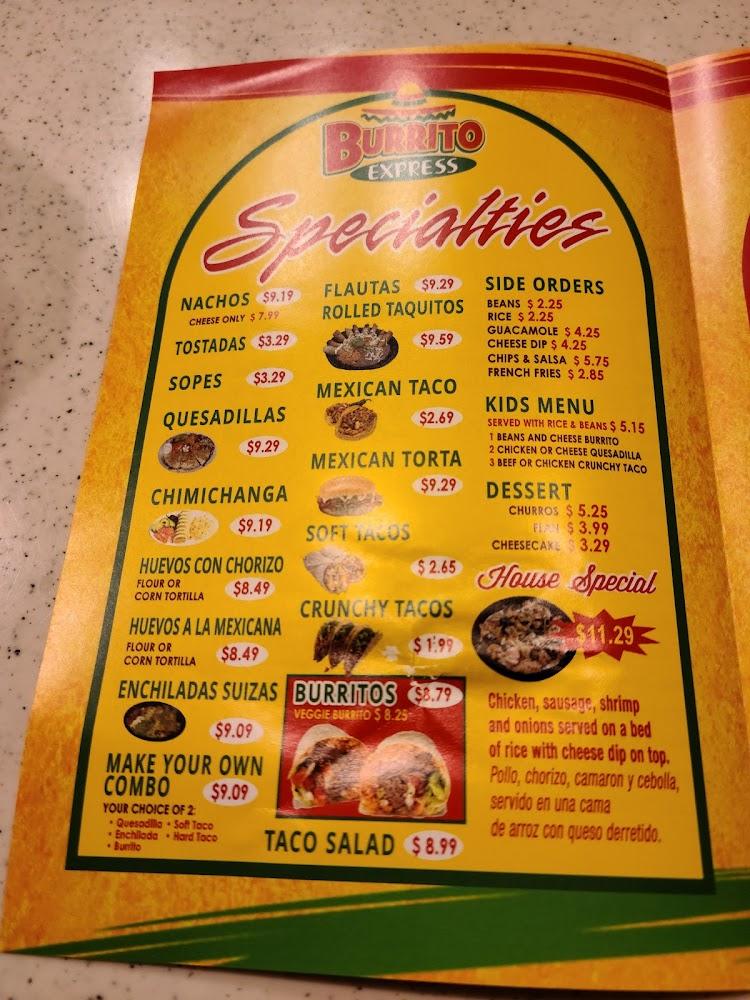 BURRITO
EXPRESS
Specialties
NACHOS $9.19
CHEESE ONLY $7.99
TOSTADAS $3.29
SOPES $3.29
QUESADILLAS
$9.29
CHIMICHANGA
$9.19
HUEVOS CON CHORIZO
FLOUR OR
CORN TORTILLA
$8.49
HUEVOS A LA MEXICANA
FLOUR OR
CORN TORTILLA
$8.49
ENCHILADAS SUIZAS
$9.09
MAKE YOUR OWN
COMBO $9.09
YOUR CHOICE OF 2:
• Quesadilla • Soft Taco
• Enchilada • Hard Taco
• Burrito
FLAUTAS $9.29
ROLLED TAQUITOS
$9.59
MEXICAN TACO
$2.69
MEXICAN TORTA
$9.29
SOFT TACOS
$2.65
CRUNCHY TACOS
$1.99
BURRITOS $8.79
VEGGIE BURRITO $8.25
TACO SALAD $8.99
SIDE ORDERS
BEANS $2.25
RICE $2.25
GUACAMOLE $4.25
CHEESE DIP $4.25
CHIPS & SALSA $5.75
FRENCH FRIES $2.85
KIDS MENU
SERVED WITH RICE & BEANS $5.15
1 BEANS AND CHEESE BURRITO
2 CHICKEN OR CHEESE QUESADILLA
3 BEEF OR CHICKEN CRUNCHY TACO
DESSERT
CHURROS $5.25
FLAN $3.99
CHEESECAKE $3.29
House Special
$11.29
Chicken, sausage, shrimp
and onions served on a bed
of rice with cheese dip on top.
Pollo, chorizo, camaron y cebolla,
servido en una cama
de arroz con queso derretido.